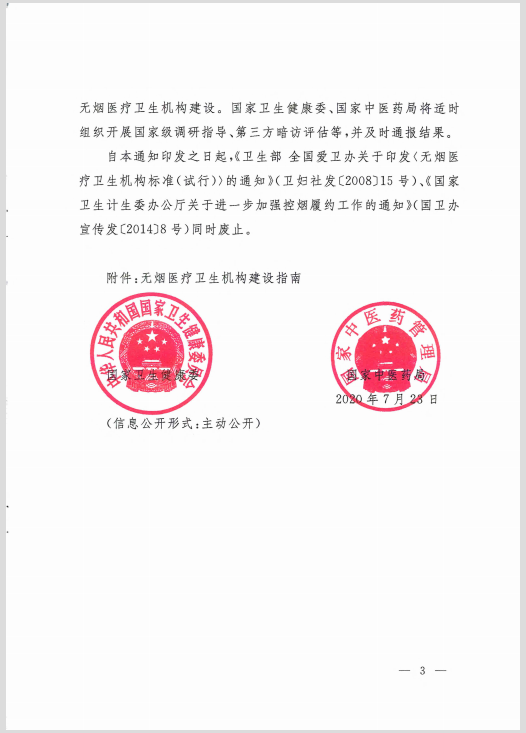 无烟医疗卫生机构建设。国家卫生健康委、国家中医药局将适时
组织开展国家级调研指导、第三方暗访评估等,并及时通报结果。
自本通知印发之日起,《卫生部 全国爱卫办关于印发〈无烟医
疗卫生机构标准(试行)〉的通知》(卫妇社发〔2008〕15 号)、《国家
卫生计生委办公厅关于进一步加强控烟履约工作的通知》(国卫办
宣传发〔2014〕8 号)同时废止。
附件:无烟医疗卫生机构建设指南
中华人民共和国国家卫生健康委员会
国家中医药管理局
国家卫生健康委
国家中医药局
2020 年 7 月 23 日
(信息公开形式:主动公开)
— 3 —